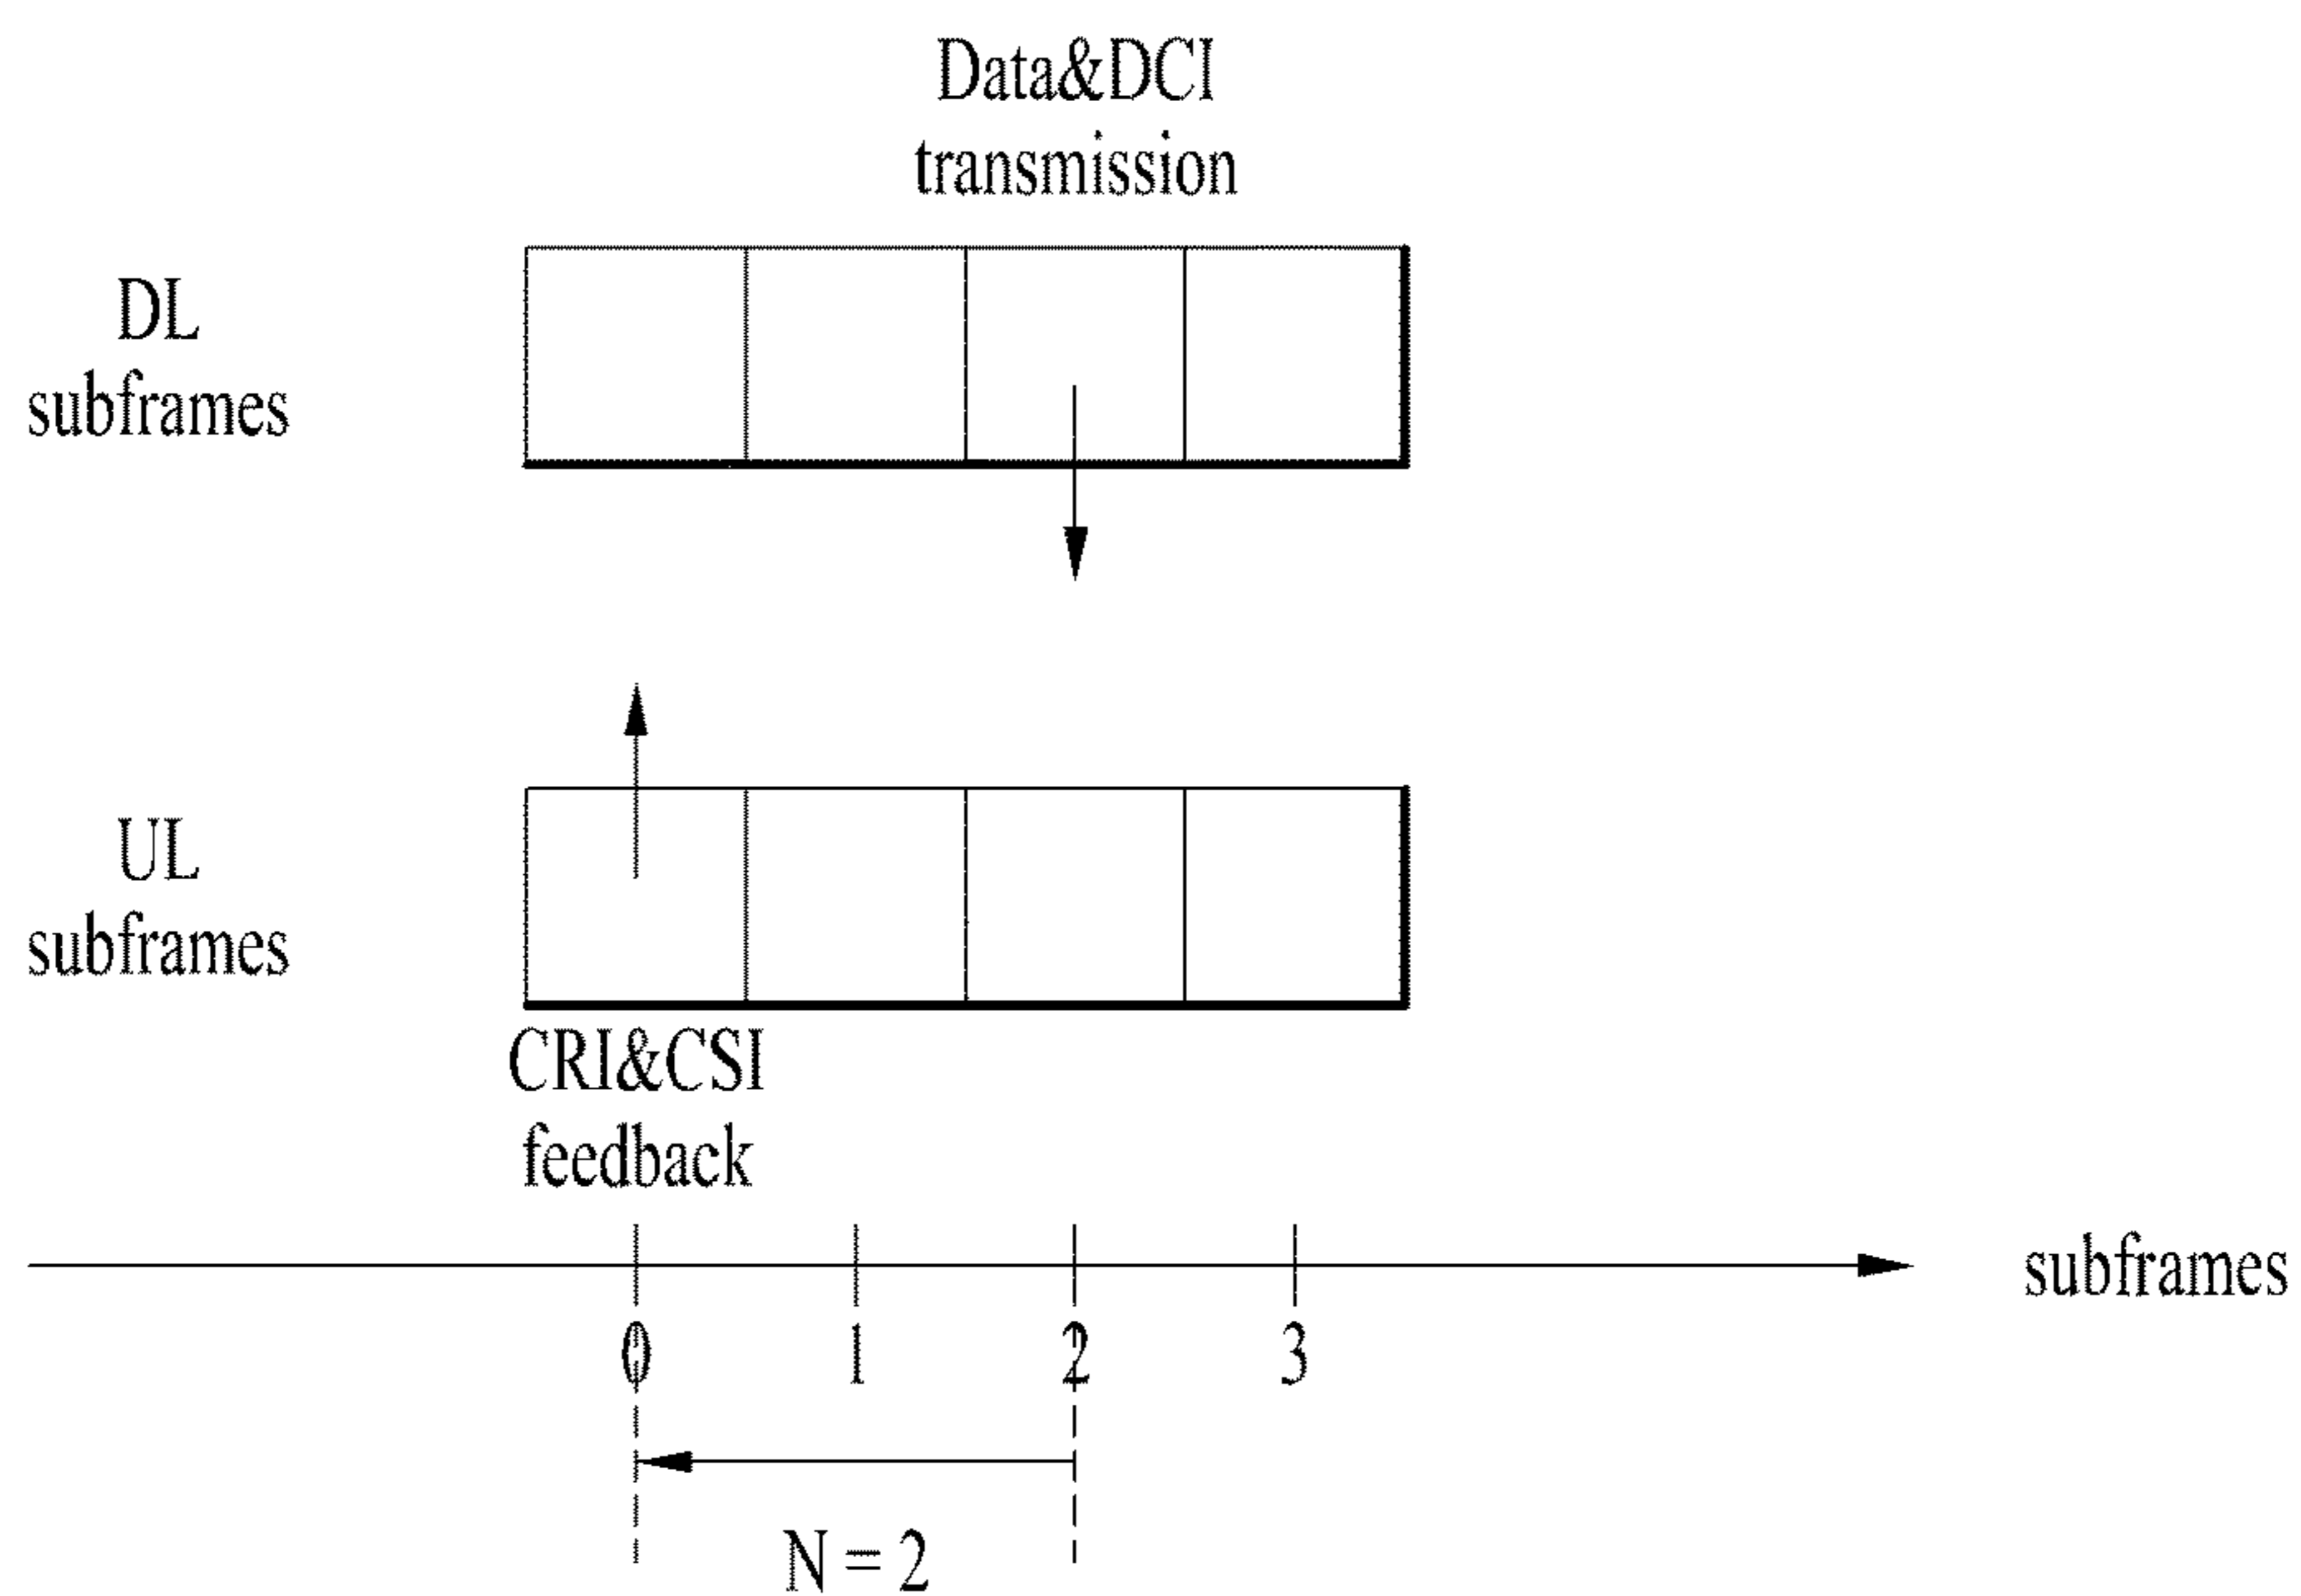 Data&DCI
transmission
DL
subframes
UL
subframes
CRI&CSI
feedback
subframes
0 1 2 3
N = 2